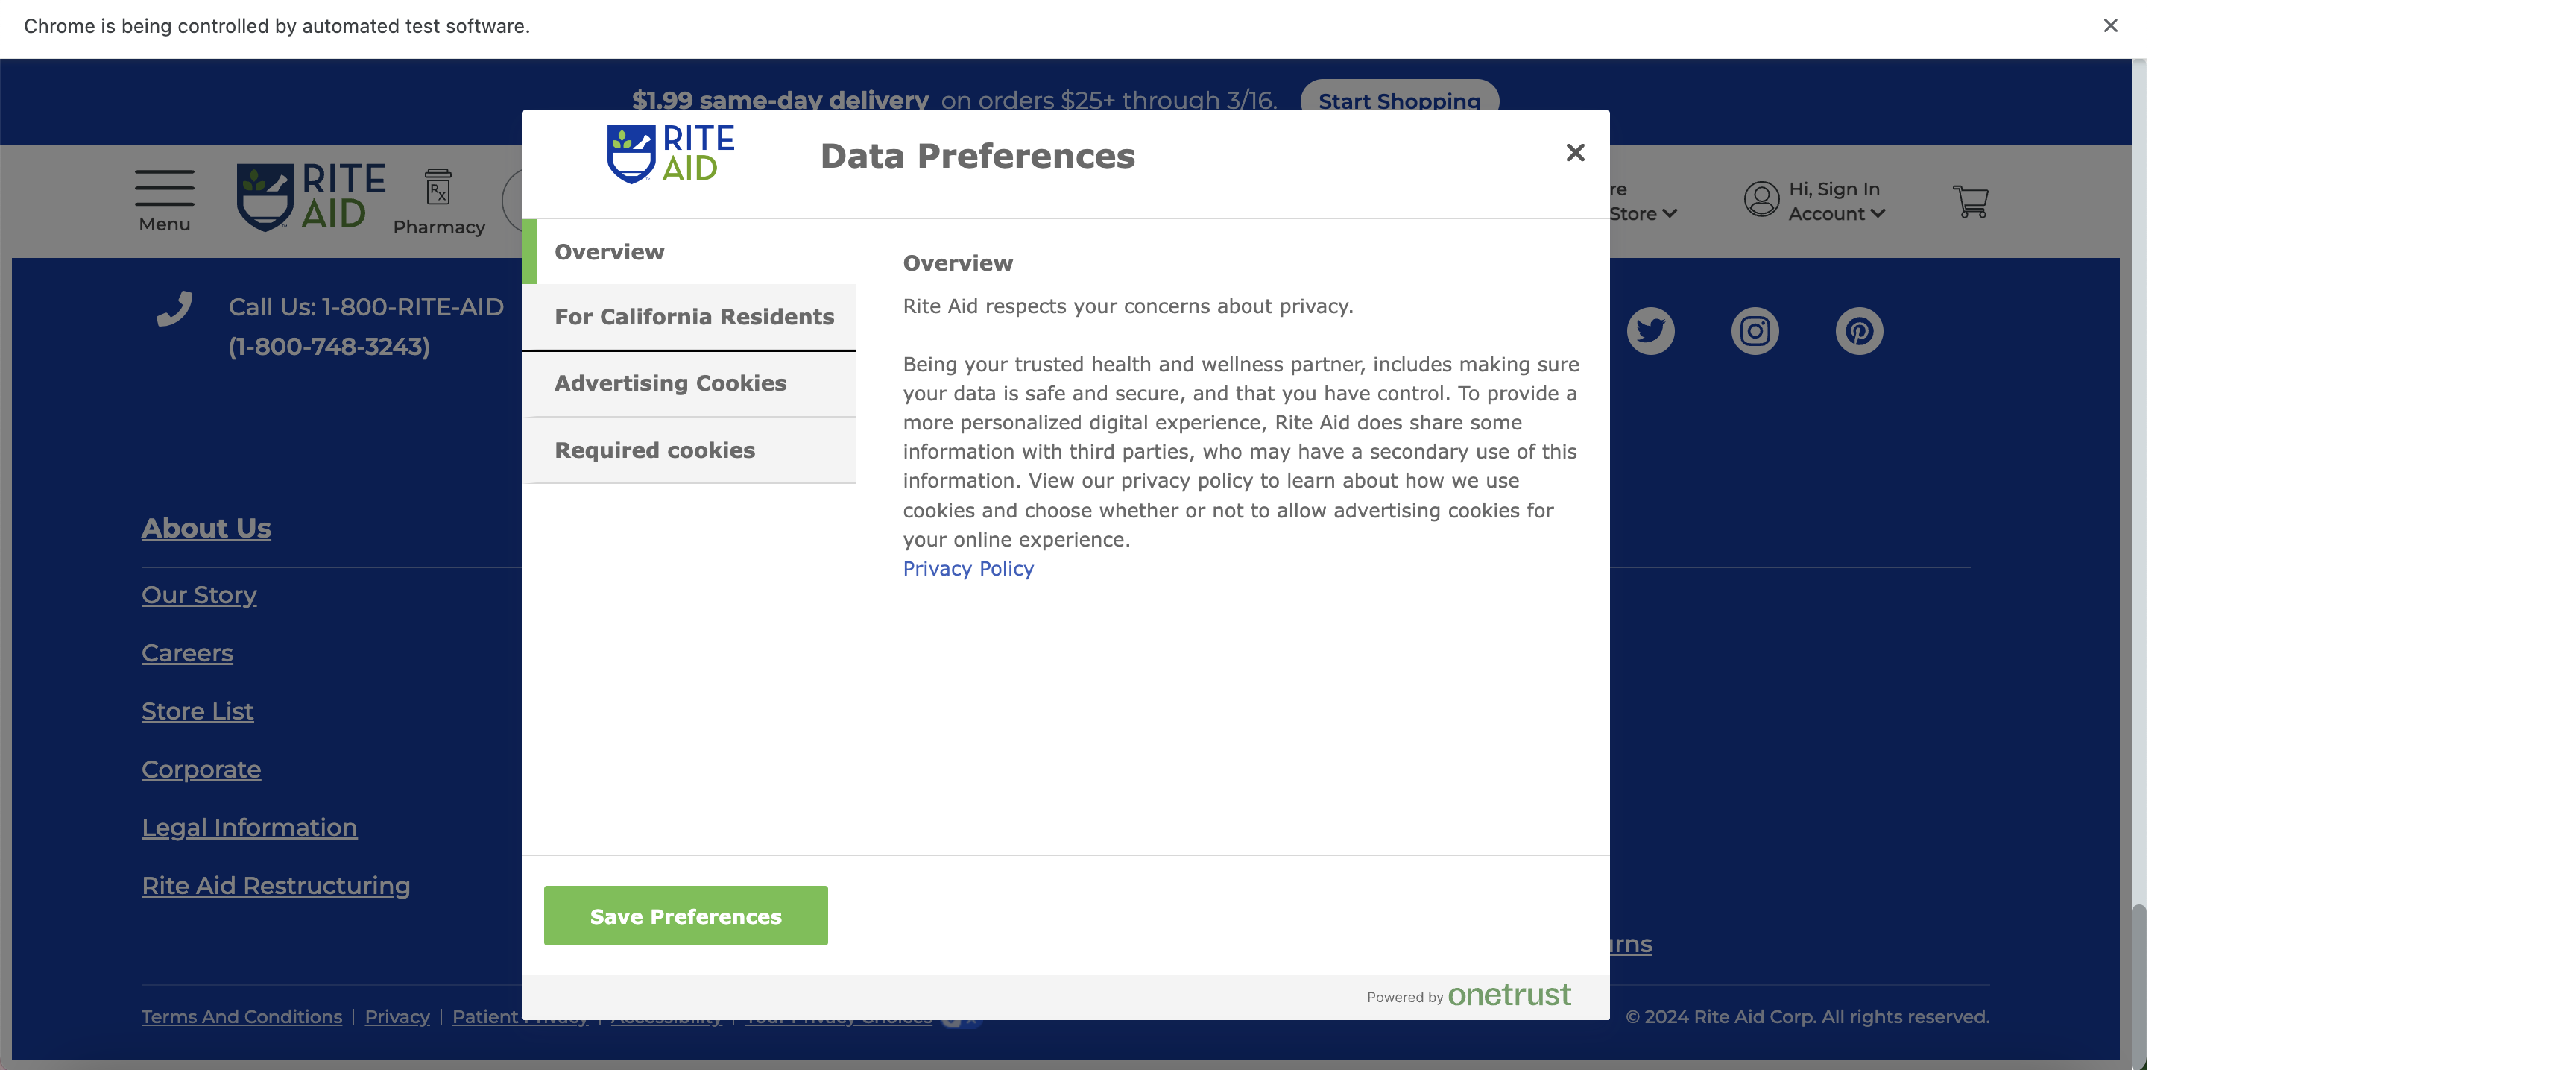 Chrome is being controlled by automated test software.
$1.99 same-day delivery on orders $25+ through 3/16. Start Shopping
RITE AID
Data Preferences
Menu
RITE AID
Pharmacy
Store
Hi, Sign In
Account
Overview
For California Residents
Advertising Cookies
Required cookies
Overview
Rite Aid respects your concerns about privacy.
Being your trusted health and wellness partner, includes making sure
your data is safe and secure, and that you have control. To provide a
more personalized digital experience, Rite Aid does share some
information with third parties, who may have a secondary use of this
information. View our privacy policy to learn about how we use
cookies and choose whether or not to allow advertising cookies for
your online experience.
Privacy Policy
Call Us: 1-800-RITE-AID
(1-800-748-3243)
About Us
Our Story
Careers
Store List
Corporate
Legal Information
Rite Aid Restructuring
Save Preferences
Powered by onetrust
Terms And Conditions | Privacy | Patient Privacy | Accessibility | Your Privacy Choices
© 2024 Rite Aid Corp. All rights reserved.